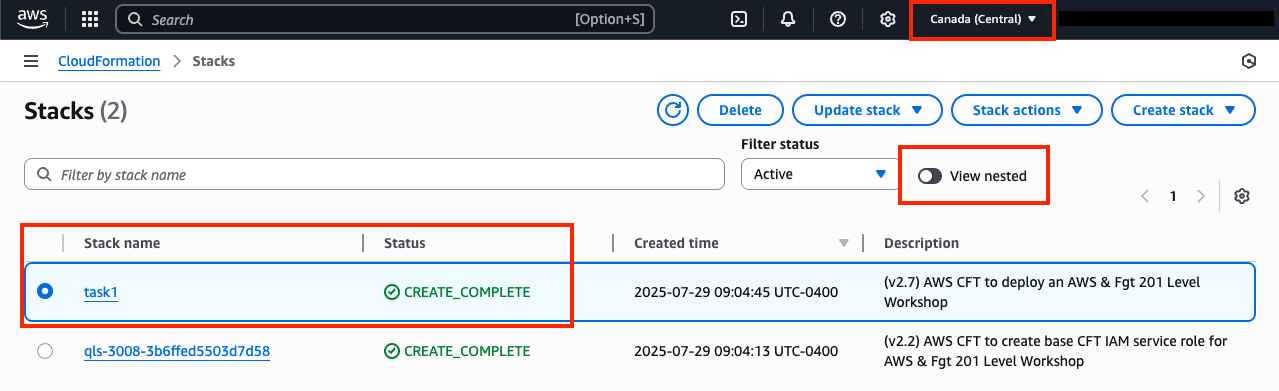 aws
Search [Option+S] Canada (Central)
CloudFormation Stacks
Stacks (2) Delete Update stack Stack actions Create stack
Filter status
Filter by stack name Active View nested
1
Stack name Status Created time Description
task1 CREATE_COMPLETE 2025-07-29 09:04:45 UTC-0400 (v2.7) AWS CFT to deploy an AWS & Fgt 201 Level
Workshop
qls-3008-3b6ffed5503d7d58 CREATE_COMPLETE 2025-07-29 09:04:13 UTC-0400 (v2.2) AWS CFT to create base CFT IAM service role for
AWS & Fgt 201 Level Workshop